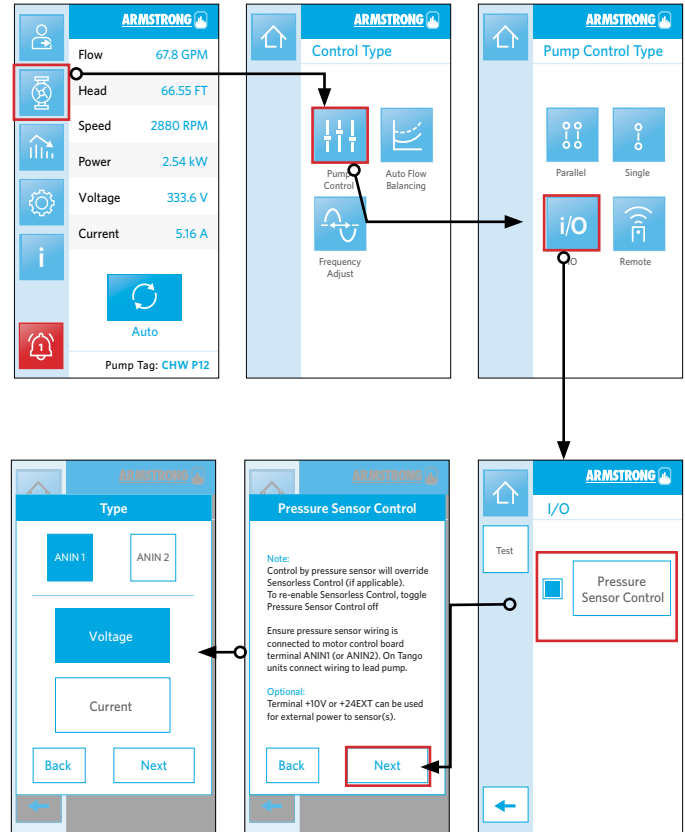 ARMSTRONG
Flow 67.8 GPM
Head 66.55 FT
Speed 2880 RPM
Power 2.54 kW
Voltage 333.6 V
Current 5.16 A
i
Auto
1
Pump Tag: CHW P12
ARMSTRONG
Control Type
Pump
Control
Auto Flow
Balancing
Frequency
Adjust
ARMSTRONG
Pump Control Type
Parallel
Single
i/O
Remote
ARMSTRONG
Type
ANIN 1
ANIN 2
Voltage
Current
Back
Next
ARMSTRONG
Pressure Sensor Control
Note:
Control by pressure sensor will override
Sensorless Control (if applicable).
To re-enable Sensorless Control, toggle
Pressure Sensor Control off
Ensure pressure sensor wiring is
connected to motor control board
terminal ANIN1 (or ANIN2). On Tango
units connect wiring to lead pump.
Optional:
Terminal +10V or +24EXT can be used
for external power to sensor(s).
Back
Next
ARMSTRONG
I/O
Test
Pressure
Sensor Control